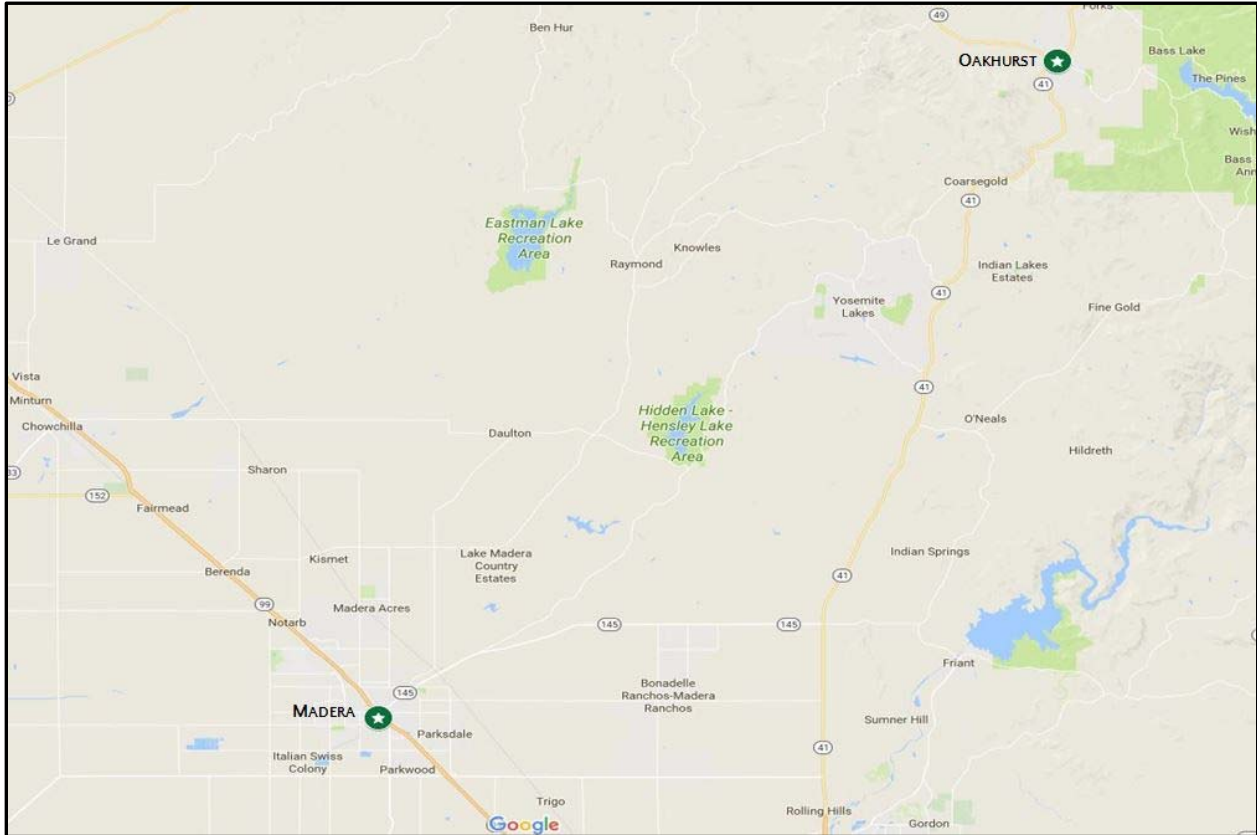 Ben Hur
49
Forks
OAKHURST
41
Bass Lake
The Pines
Wish
Bass
Ann
Coarsegold
41
Eastman Lake
Recreation
Area
Le Grand
Knowles
Raymond
Indian Lakes
Estates
41
Yosemite
Lakes
Fine Gold
Vista
Minturn
Chowchilla
41
Hidden Lake -
Hensley Lake
Recreation
Area
O'Neals
Daulton
Hildreth
33
Sharon
152
Fairmead
Indian Springs
Kismet
Lake Madera
Country
Estates
Berenda
41
99
Madera Acres
Notarb
145
145
Friant
145
Bonadelle
Ranchos-Madera
Ranchos
MADERA
Sumner Hill
Parksdale
41
Italian Swiss
Colony
Parkwood
Trigo
Rolling Hills
Google
Gordon